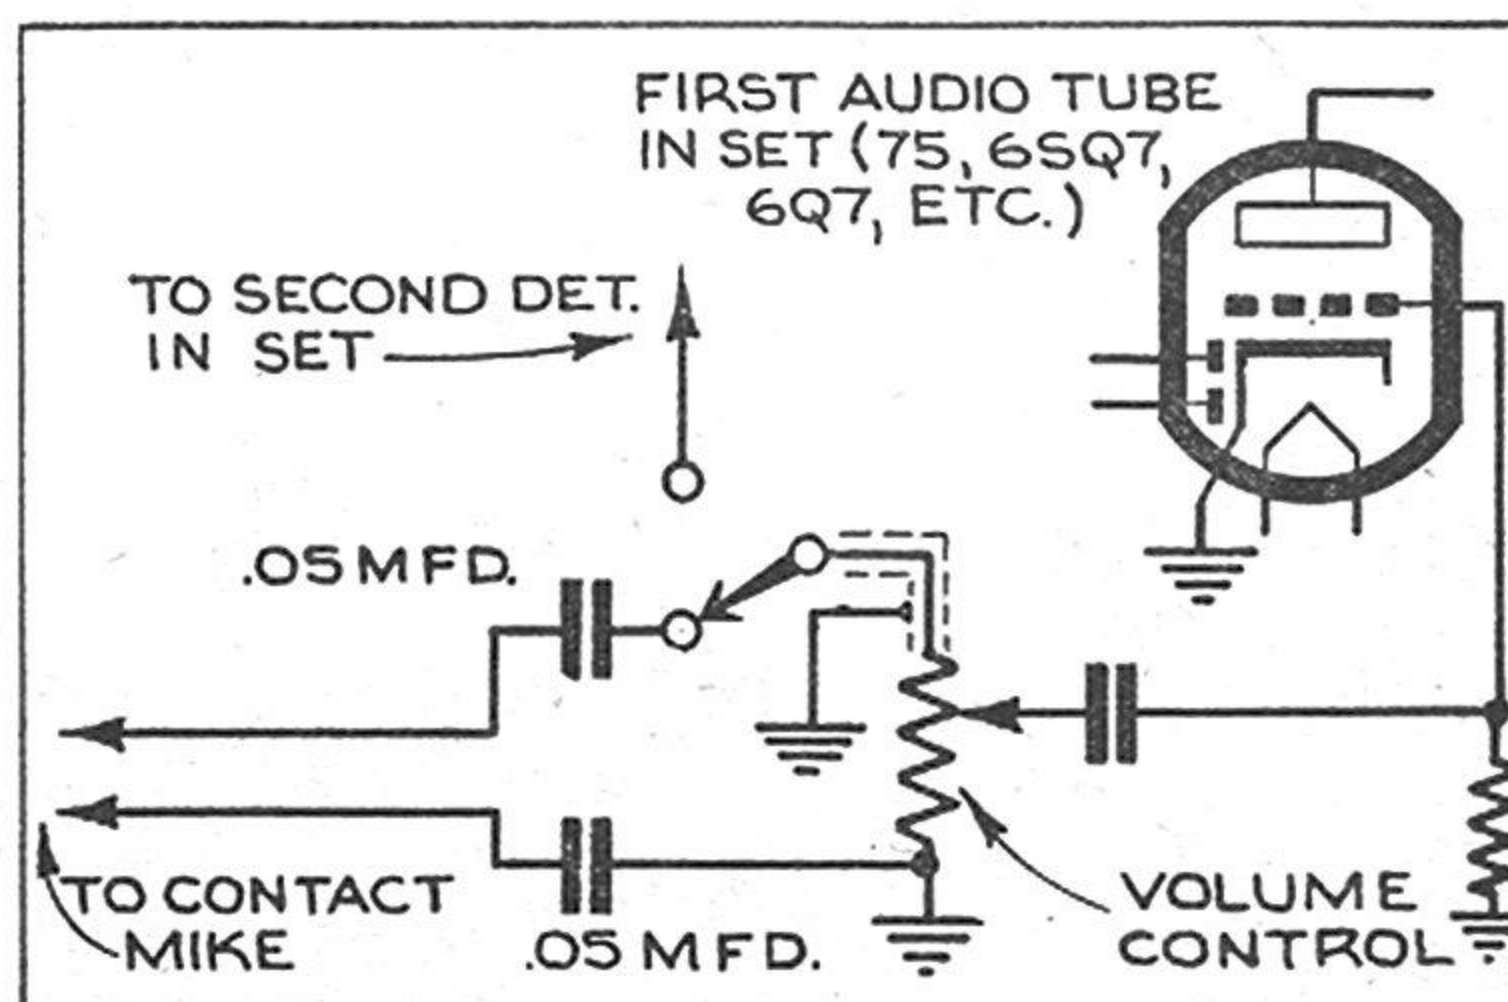 FIRST AUDIO TUBE
IN SET (75, 6SQ7,
6Q7, ETC.)
TO SECOND DET.
IN SET
.05 MFD.
TO CONTACT
MIKE
.05 MFD.
VOLUME
CONTROL